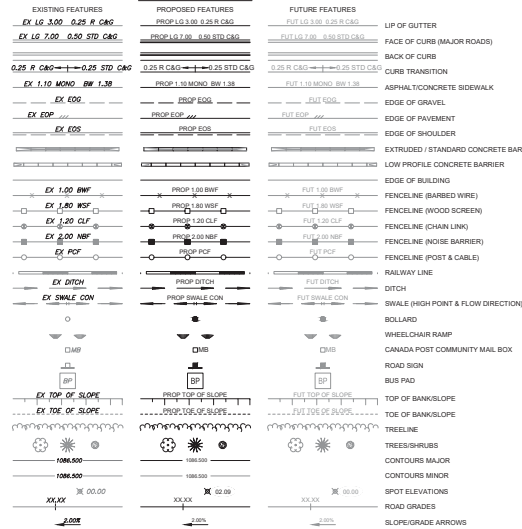 EXISTING FEATURES PROPOSED FEATURES FUTURE FEATURES
EX LG 3.00 0.25 R C&G PROP LG 3.00 0.25 R C&G FUT LG 3.00 0.25 R C&G LIP OF GUTTER
EX LG 7.00 0.50 STD C&G PROP LG 7.00 0.50 STD C&G FUT LG 7.00 0.50 STD C&G FACE OF CURB (MAJOR ROADS)
BACK OF CURB
0.25 R C&G 0.25 STD C&G 0.25 R C&G 0.25 STD C&G 0.25 R C&G 0.25 STD C&G CURB TRANSITION
EX 1.10 MONO BW 1.38 PROP 1.10 MONO BW 1.38 FUT 1.10 MONO BW 1.38 ASPHALT/CONCRETE SIDEWALK
EX EOG PROP EOG FUT EOG EDGE OF GRAVEL
EX EOP PROP EOP FUT EOP EDGE OF PAVEMENT
EX EOS PROP EOS FUT EOS EDGE OF SHOULDER
EXTRUDED / STANDARD CONCRETE BAR
LOW PROFILE CONCRETE BARRIER
EDGE OF BUILDING
EX 1.00 BWF PROP 1.00 BWF FUT 1.00 BWF FENCELINE (BARBED WIRE)
EX 1.80 WSF PROP 1.80 WSF FUT 1.80 WSF FENCELINE (WOOD SCREEN)
EX 1.20 CLF PROP 1.20 CLF FUT 1.20 CLF FENCELINE (CHAIN LINK)
EX 2.00 NBF PROP 2.00 NBF FUT 2.00 NBF FENCELINE (NOISE BARRIER)
EX PCF PROP PCF FUT PCF FENCELINE (POST & CABLE)
RAILWAY LINE
EX DITCH PROP DITCH FUT DITCH DITCH
EX SWALE CON PROP SWALE CON FUT SWALE CON SWALE (HIGH POINT & FLOW DIRECTION)
BOLLARD
WHEELCHAIR RAMP
MB MB MB CANADA POST COMMUNITY MAIL BOX
ROAD SIGN
BP BP BP BUS PAD
EX TOP OF SLOPE PROP TOP OF SLOPE FUT TOP OF SLOPE TOP OF BANK/SLOPE
EX TOE OF SLOPE PROP TOE OF SLOPE FUT TOE OF SLOPE TOE OF BANK/SLOPE
TREELINE
TREES/SHRUBS
1086.500 1086.500 1086.500 CONTOURS MAJOR
1086.500 1086.500 1086.500 CONTOURS MINOR
00.00 02.09 00.00 SPOT ELEVATIONS
XX.XX XX.XX XX.XX ROAD GRADES
2.00% 2.00% 2.00% SLOPE/GRADE ARROWS